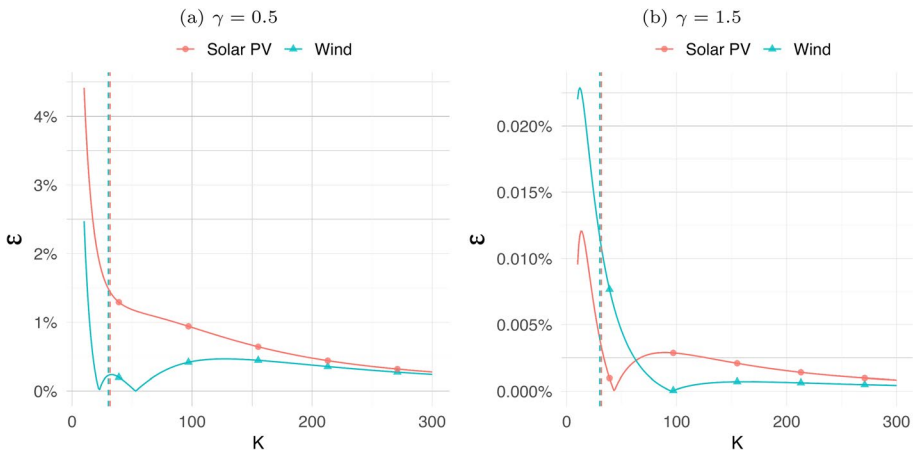 (a) γ = 0.5
Solar PV Wind
4%
3%
2%
1%
0%
ε
0 100 200 300
K
(b) γ = 1.5
Solar PV Wind
0.020%
0.015%
0.010%
0.005%
0.000%
ε
0 100 200 300
K